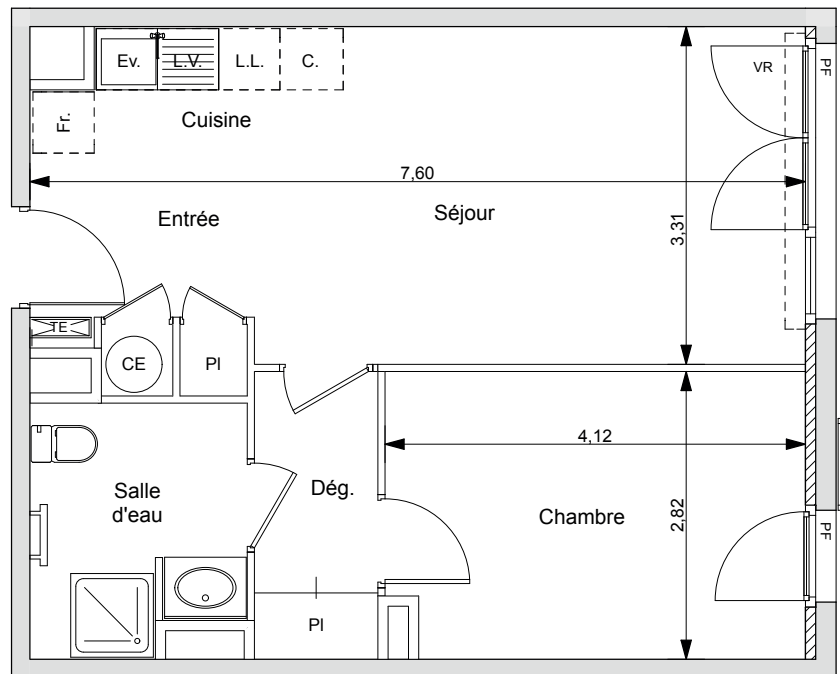 Ev.
L.V.
L.L.
C.
VR
PF
Fr.
Cuisine
7,60
Entrée
Séjour
3,31
TE
CE
Pl
4,12
Salle
d'eau
Dég.
Chambre
2,82
PF
Pl